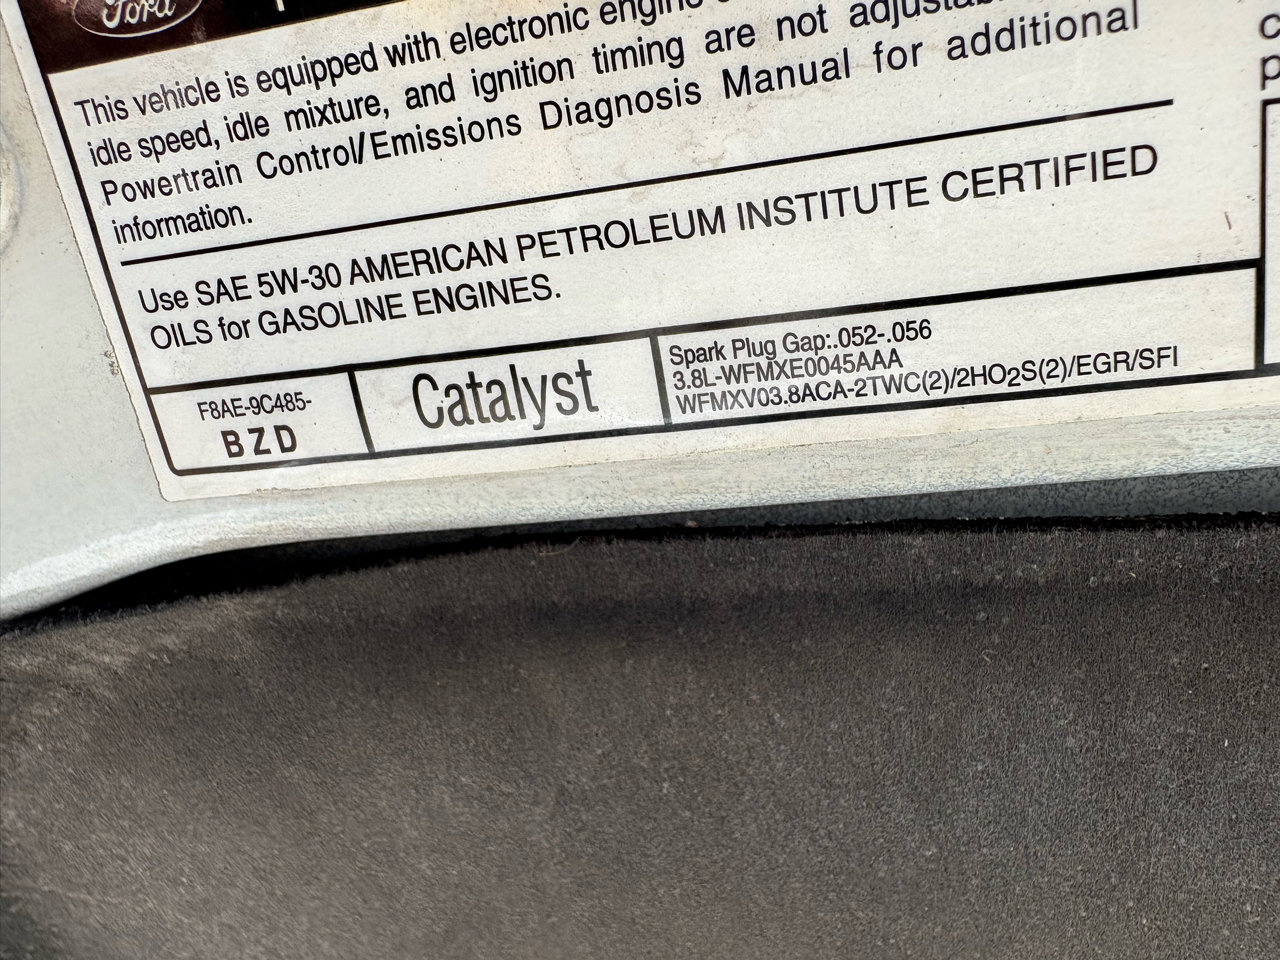 Ford
This vehicle is equipped with electronic engine
idle speed, idle mixture, and ignition timing are not
Powertrain Control/Emissions Diagnosis Manual for additional
information.
Use SAE 5W-30 AMERICAN PETROLEUM INSTITUTE CERTIFIED
OILS for GASOLINE ENGINES.
F8AE-9C485-
BZD
Catalyst
Spark Plug Gap:.052-.056
3.8L-WFMXE0045AAA
WFMXV03.8ACA-2TWC(2)/2HO2S(2)/EGR/SFI